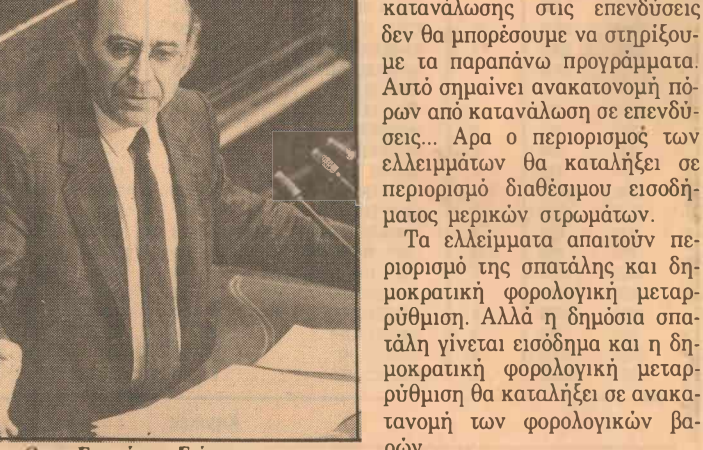 κατανάλωσης στις επενδύσεις
δεν θα μπορέσουμε να στηρίξου-
με τα παραπάνω προγράμματα.
Αυτό σημαίνει ανακατονομή πό-
ρων από κατανάλωση σε επενδύ-
σεις... Αρα ο περιορισμος των
ελλειμμάτων θα καταλήξει σε
περιορισμό διαθέσιμου εισοδή-
ματος μερικών στρωμάτων.
Τα ελλείμματα απαιτούν πε-
ριορισμό της σπατάλης και δη-
μοκρατική φορολογική μεταρ-
ρύθμιση. Αλλά η δημόσια σπα-
τάλη γίνεται εισόδημα και η δη-
μοκρατική φορολογική μεταρ-
ρύθμιση θα καταλήξει σε ανακα-
τανομή των φορολογικών βα-
ρών